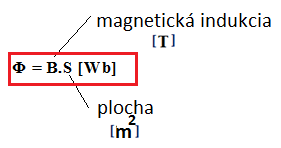 magnetická indukcia
[T]
Φ = B.S [Wb]
plocha
[m²]